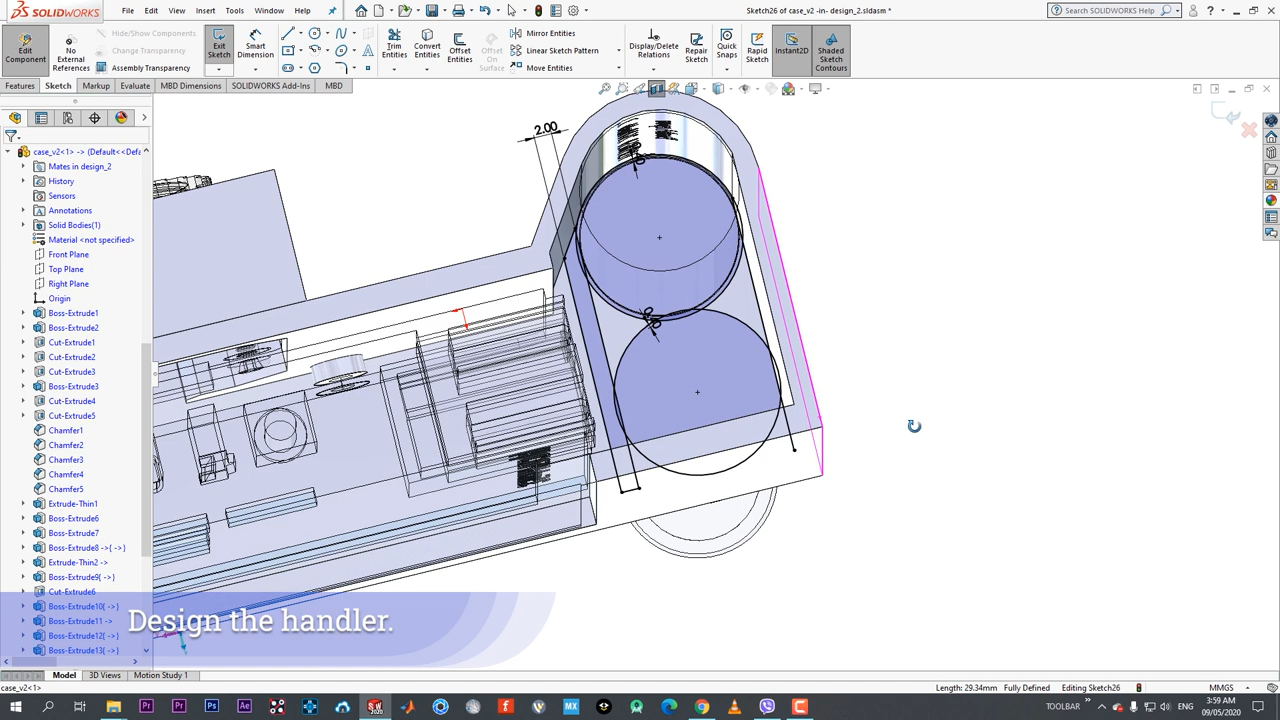 SOLIDWORKS
File Edit View Insert Tools Window Help
Sketch26 of case_v2 -in- design_2.sldasm *
Search SOLIDWORKS Help
Edit Component
No External References
Hide/Show Components
Change Transparency
Assembly Transparency
Exit Sketch
Smart Dimension
Trim Entities
Convert Entities
Offset Entities
Offset On Surface
Mirror Entities
Linear Sketch Pattern
Move Entities
Display/Delete Relations
Repair Sketch
Quick Snaps
Rapid Sketch
Instant2D
Shaded Sketch Contours
Features Sketch Markup Evaluate MBD Dimensions SOLIDWORKS Add-Ins MBD
case_v2<1> -> (Default<<Defa
Mates in design_2
History
Sensors
Annotations
Solid Bodies(1)
Material <not specified>
Front Plane
Top Plane
Right Plane
Origin
Boss-Extrude1
Boss-Extrude2
Cut-Extrude1
Cut-Extrude2
Cut-Extrude3
Boss-Extrude3
Cut-Extrude4
Cut-Extrude5
Chamfer1
Chamfer2
Chamfer3
Chamfer4
Chamfer5
Extrude-Thin1
Boss-Extrude6
Boss-Extrude7
Boss-Extrude8 ->{ ->}
Extrude-Thin2 ->
Boss-Extrude9{ ->}
Cut-Extrude6
Boss-Extrude10{ ->}
Boss-Extrude11 ->
Boss-Extrude12{ ->}
Boss-Extrude13{ ->}
2.00
Design the handler.
Model 3D Views Motion Study 1
case_v2<1>
Length: 29.34mm Fully Defined Editing Sketch26 MMGS
TOOLBAR
ENG
3:59 AM
09/05/2020